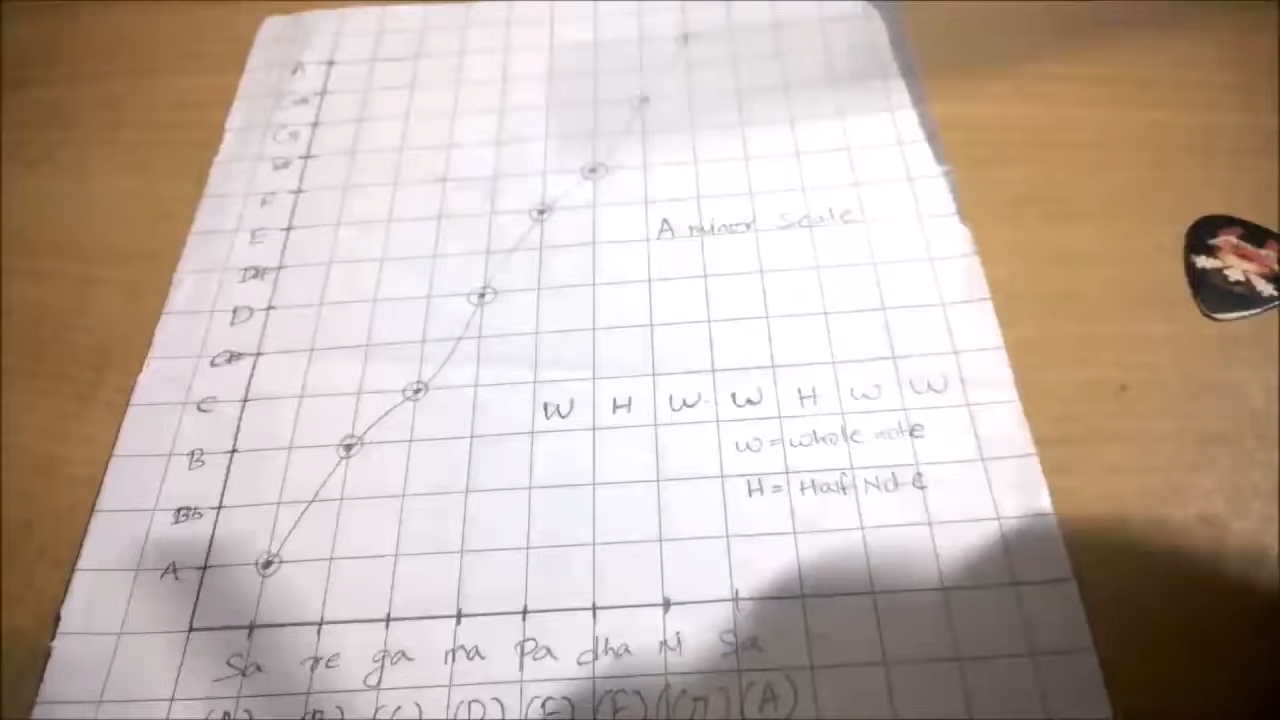 A
G
F
E
D#
D
C#
C
B
Bb
A
A minor scale
W H W W H W W
W = whole note
H = Half Note
Sa re ga ma Pa dha Ni Sa
(A) (B) (C) (D) (E) (F) (G) (A)